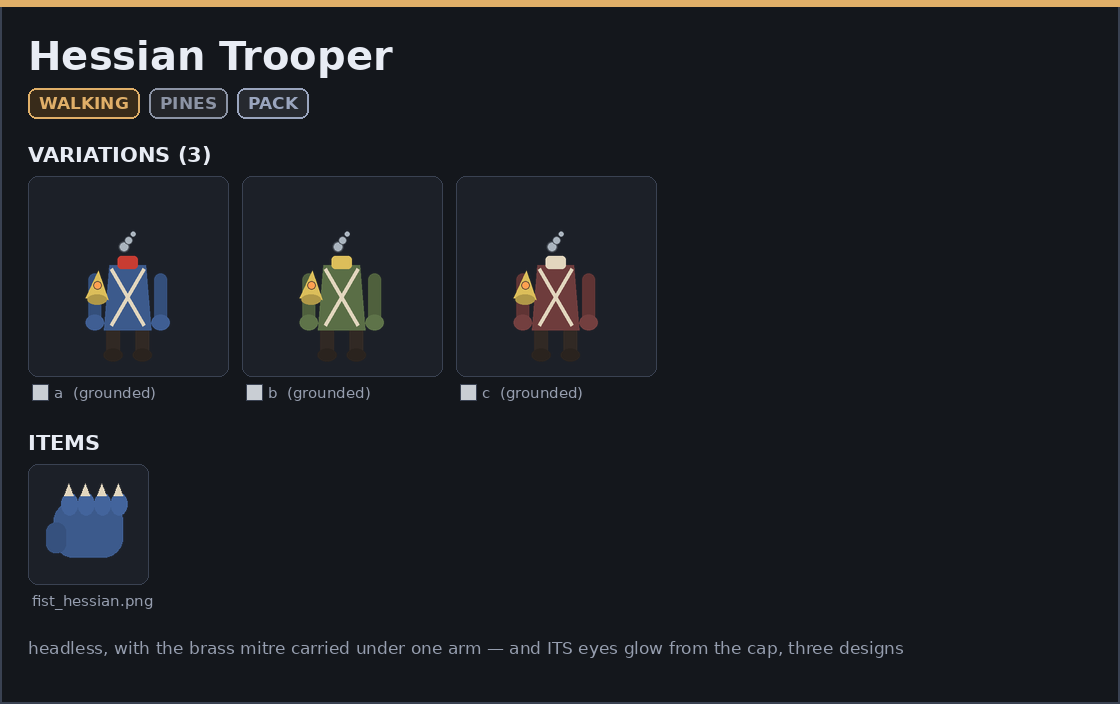 Hessian Trooper
WALKING PINES PACK
VARIATIONS (3)
a (grounded) b (grounded) c (grounded)
ITEMS
fist_hessian.png
headless, with the brass mitre carried under one arm — and ITS eyes glow from the cap, three designs